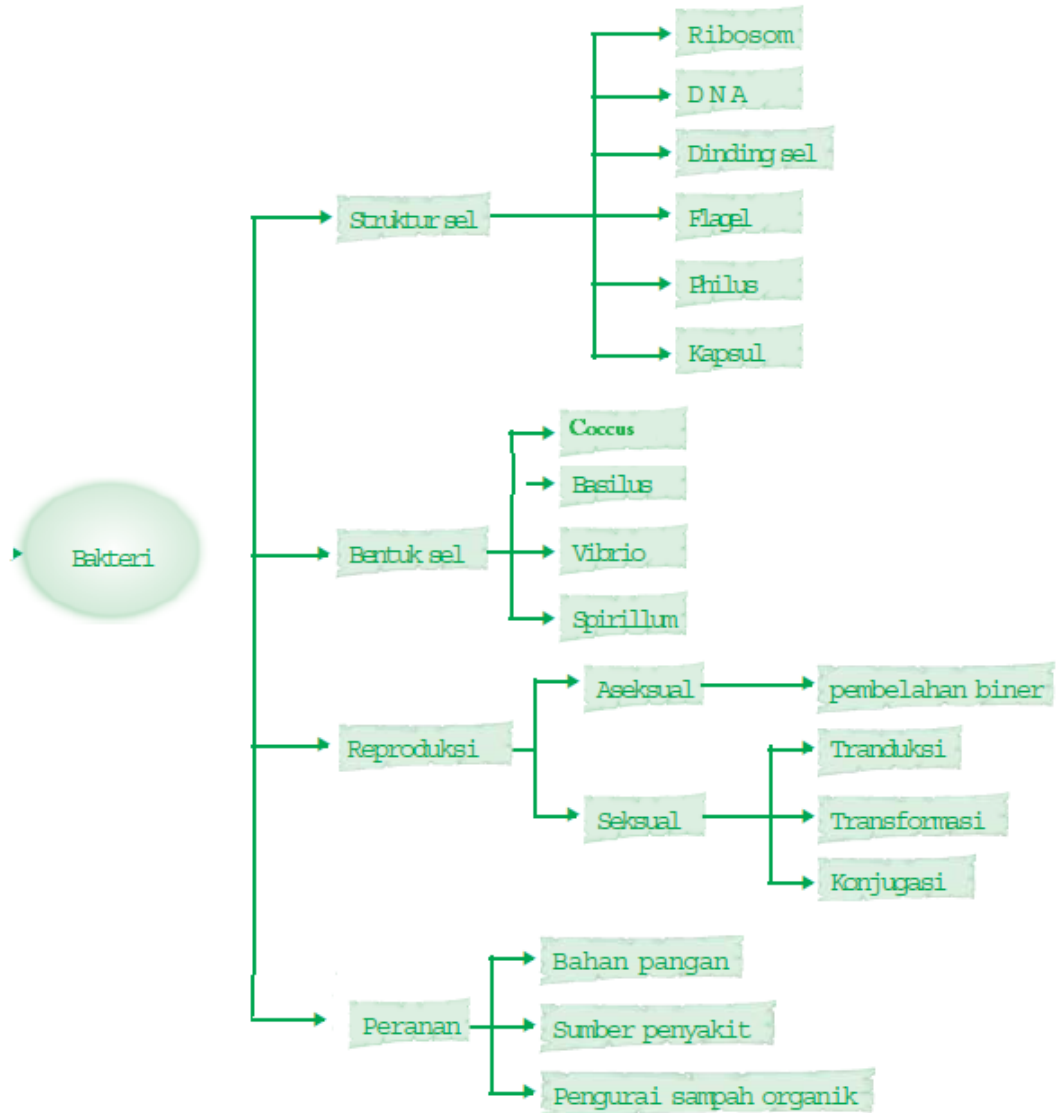 Bakteri
Struktur sel
Ribosom
DNA
Dinding sel
Flagel
Philus
Kapsul
Bentuk sel
Coccus
Basilus
Vibrio
Spirillum
Reproduksi
Aseksual
pembelahan biner
Seksual
Tranduksi
Transformasi
Konjugasi
Peranan
Bahan pangan
Sumber penyakit
Pengurai sampah organik